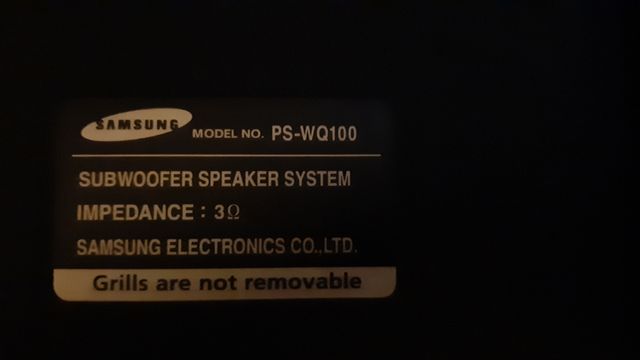 SAMSUNG MODEL NO. PS-WQ100
SUBWOOFER SPEAKER SYSTEM
IMPEDANCE : 3Ω
SAMSUNG ELECTRONICS CO.,LTD.
Grills are not removable